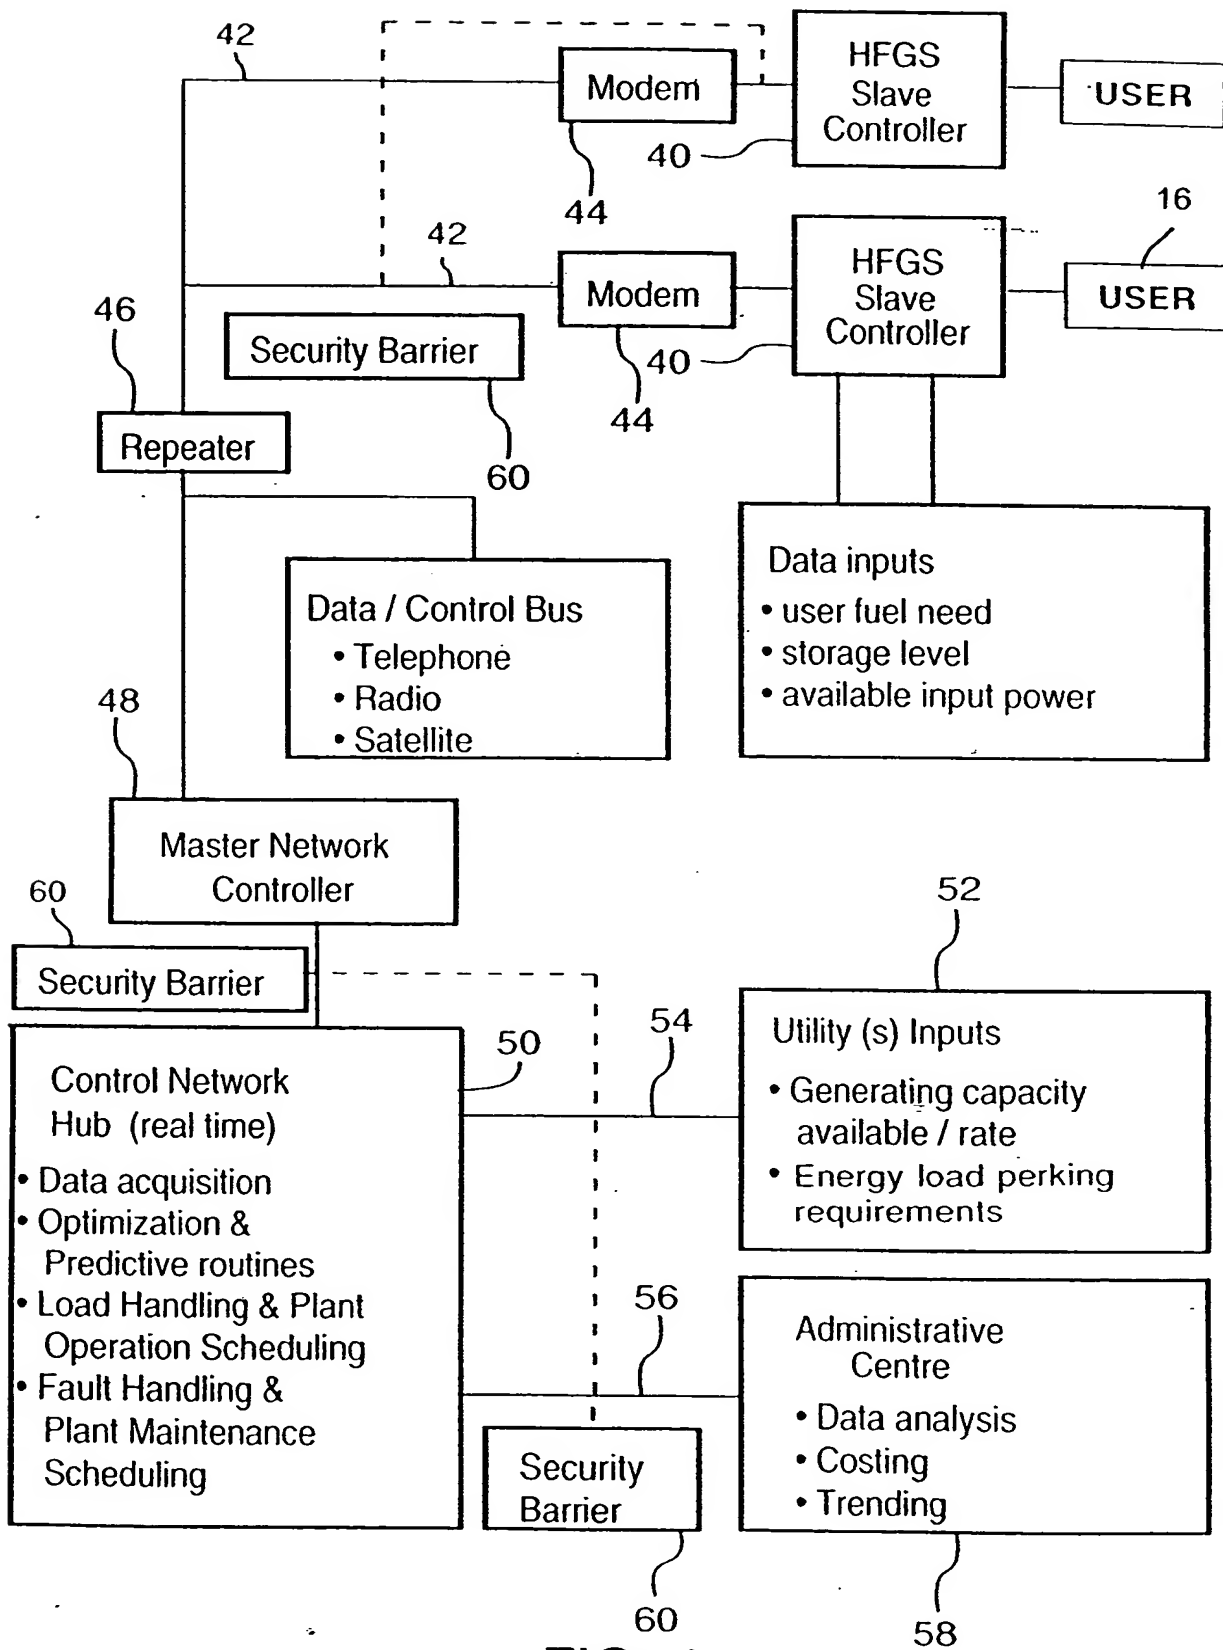 42
Modem
HFGS
Slave
Controller
USER
40
44
16
42
Modem
HFGS
Slave
Controller
USER
46
Security Barrier
40
44
Repeater
60
Data / Control Bus
• Telephone
• Radio
• Satellite
Data inputs
• user fuel need
• storage level
• available input power
48
Master Network
Controller
60
Security Barrier
52
50
54
Control Network
Hub (real time)
• Data acquisition
• Optimization &
Predictive routines
• Load Handling & Plant
Operation Scheduling
• Fault Handling &
Plant Maintenance
Scheduling
Utility (s) Inputs
• Generating capacity
available / rate
• Energy load perking
requirements
56
Administrative
Centre
• Data analysis
• Costing
• Trending
Security
Barrier
60
58